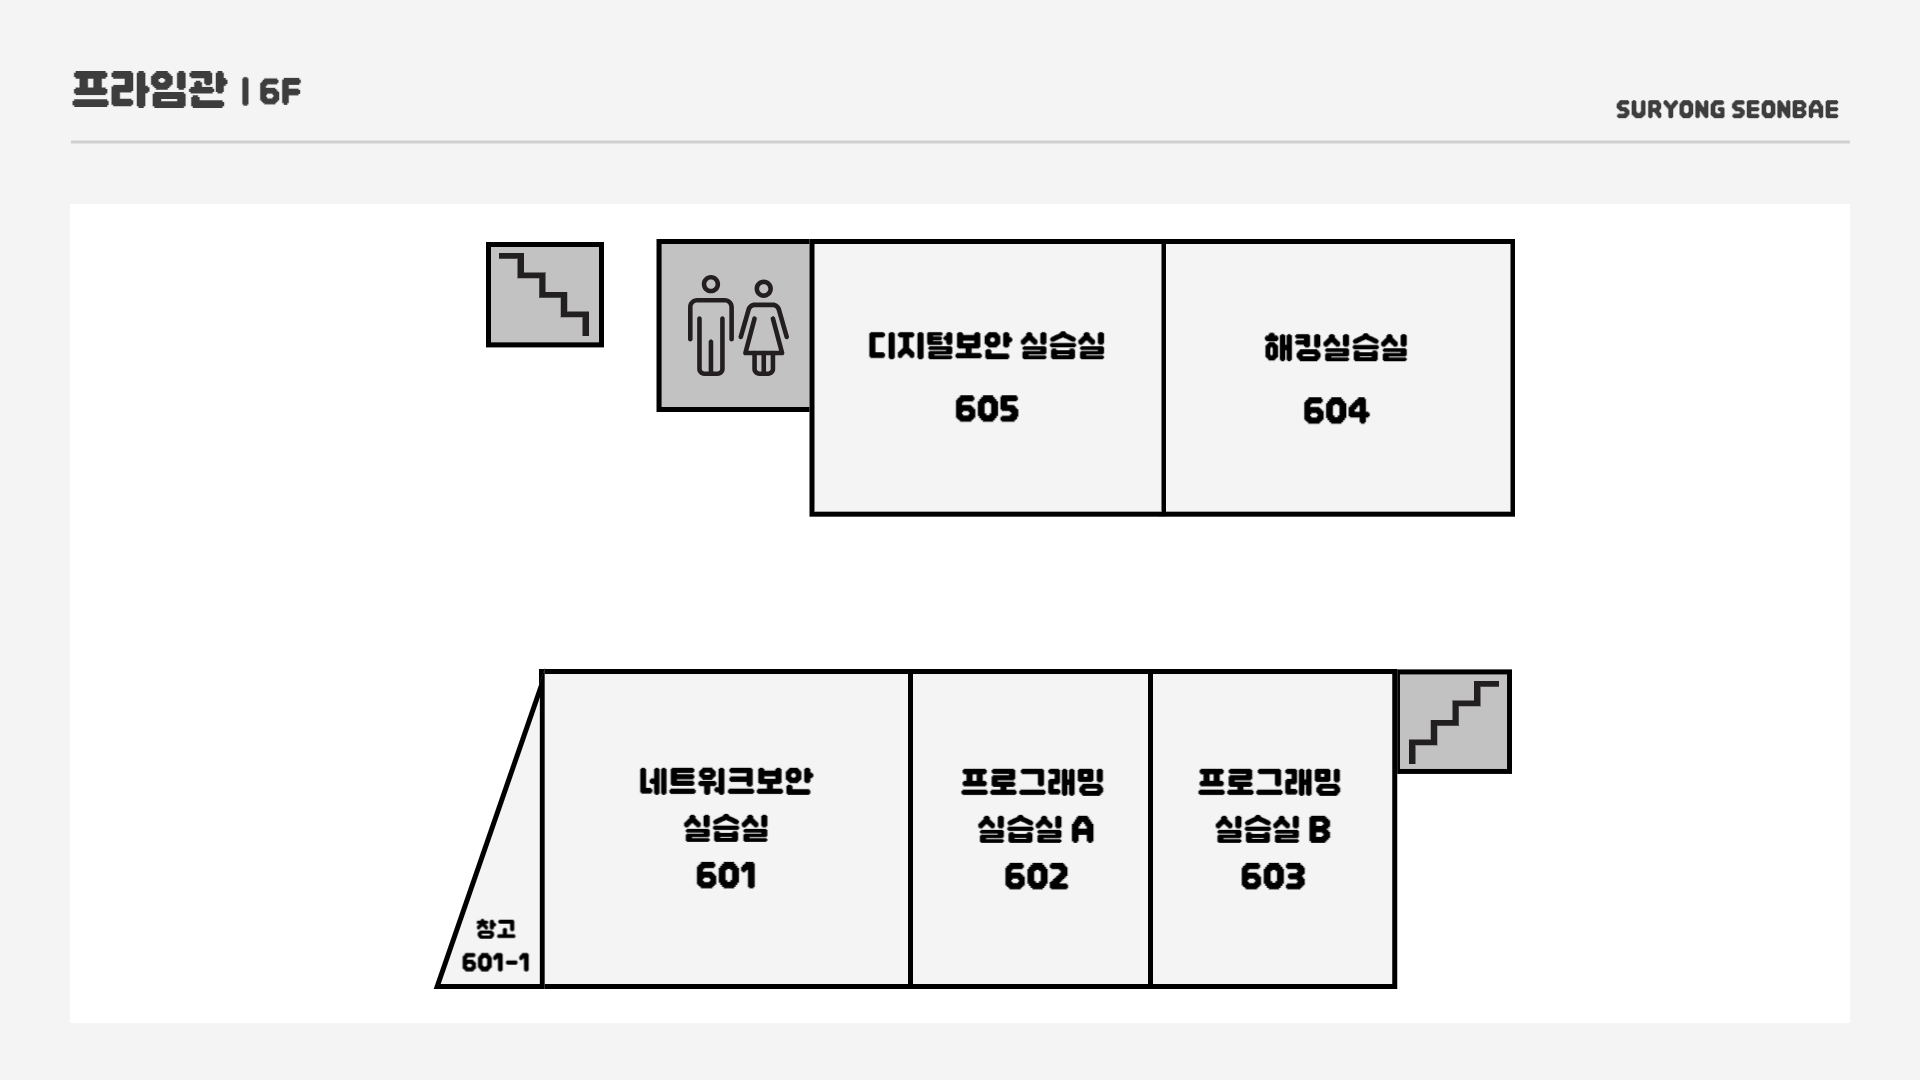 프라임관 | 6F
SURYONG SEONBAE
디지털보안 실습실
605
해킹실습실
604
네트워크보안
실습실
601
프로그래밍
실습실 A
602
프로그래밍
실습실 B
603
창고
601-1